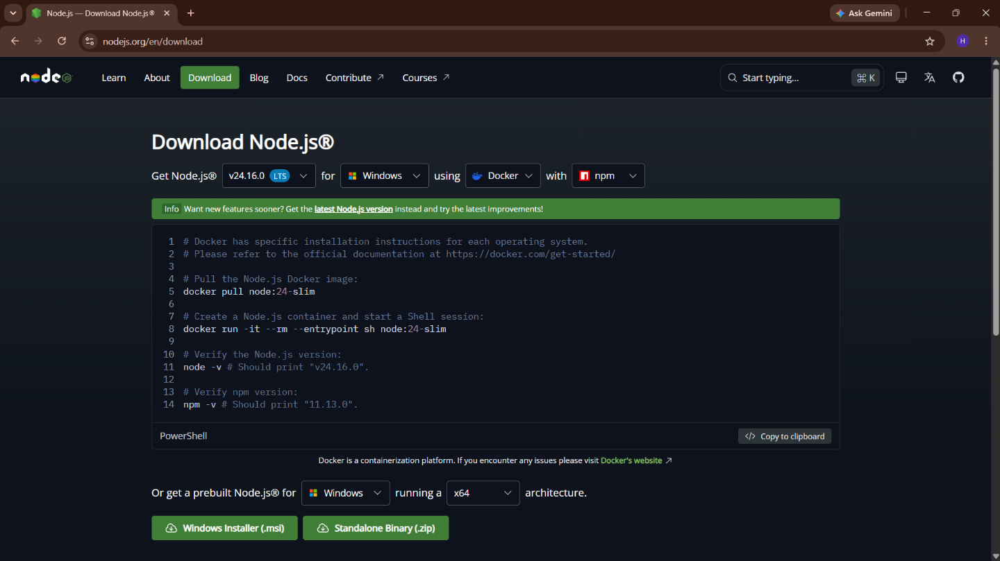 Node.js — Download Node.js®
Ask Gemini
nodejs.org/en/download
H
node
Learn About Download Blog Docs Contribute Courses
Start typing... ⌘ K
Download Node.js®
Get Node.js® v24.16.0 LTS for Windows using Docker with npm
Info Want new features sooner? Get the latest Node.js version instead and try the latest improvements!
1 # Docker has specific installation instructions for each operating system.
2 # Please refer to the official documentation at https://docker.com/get-started/
3
4 # Pull the Node.js Docker image:
5 docker pull node:24-slim
6
7 # Create a Node.js container and start a Shell session:
8 docker run -it --rm --entrypoint sh node:24-slim
9
10 # Verify the Node.js version:
11 node -v # Should print "v24.16.0".
12
13 # Verify npm version:
14 npm -v # Should print "11.13.0".
PowerShell
</> Copy to clipboard
Docker is a containerization platform. If you encounter any issues please visit Docker's website
Or get a prebuilt Node.js® for Windows running a x64 architecture.
Windows Installer (.msi)
Standalone Binary (.zip)